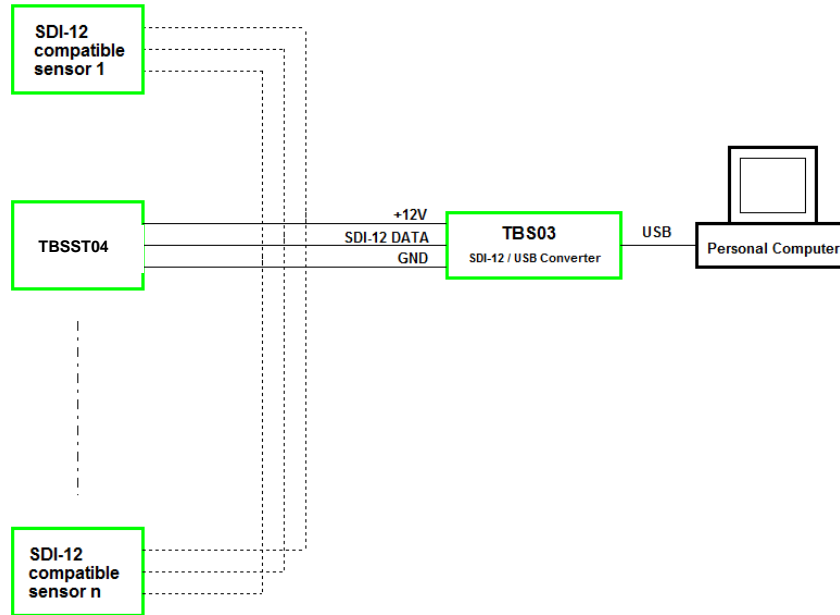 SDI-12
compatible
sensor 1
TBSST04
+12V
SDI-12 DATA
GND
TBS03
SDI-12 / USB Converter
USB
Personal Computer
SDI-12
compatible
sensor n